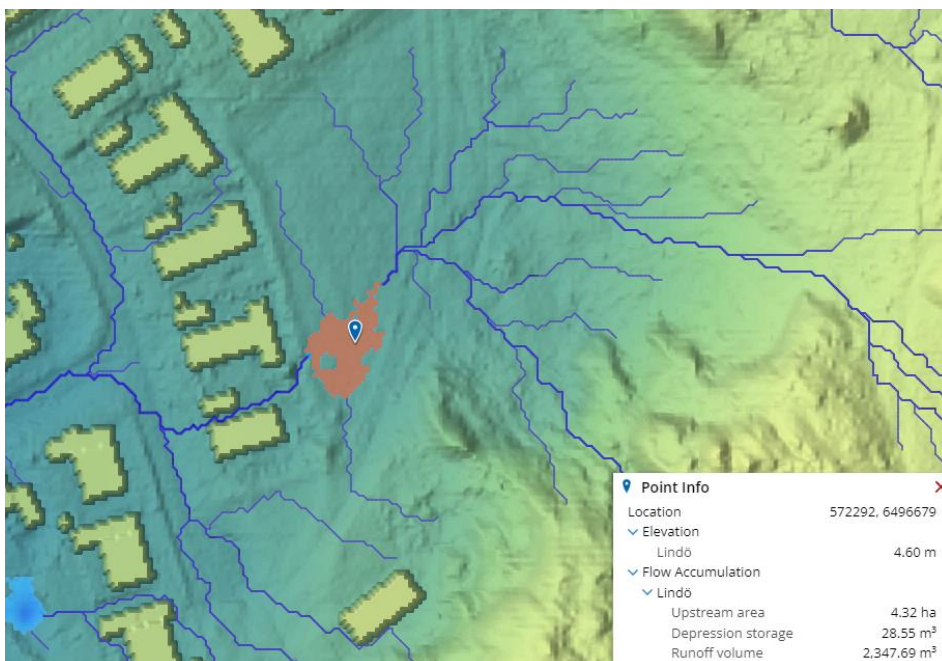 Point Info
Location 572292, 6496679
Elevation
Lindö 4.60 m
Flow Accumulation
Lindö
Upstream area 4.32 ha
Depression storage 28.55 m³
Runoff volume 2,347.69 m³